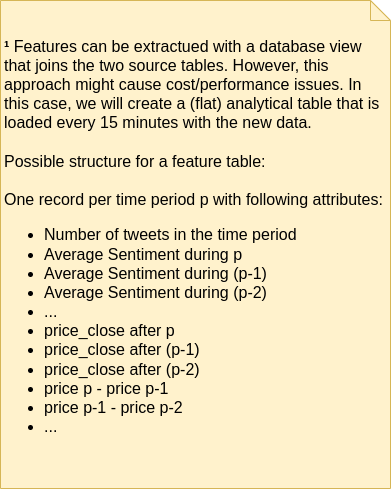 ¹ Features can be extractued with a database view
that joins the two source tables. However, this
approach might cause cost/performance issues. In
this case, we will create a (flat) analytical table that is
loaded every 15 minutes with the new data.
Possible structure for a feature table:
One record per time period p with following attributes:
• Number of tweets in the time period
• Average Sentiment during p
• Average Sentiment during (p-1)
• Average Sentiment during (p-2)
• ...
• price_close after p
• price_close after (p-1)
• price_close after (p-2)
• price p - price p-1
• price p-1 - price p-2
• ...